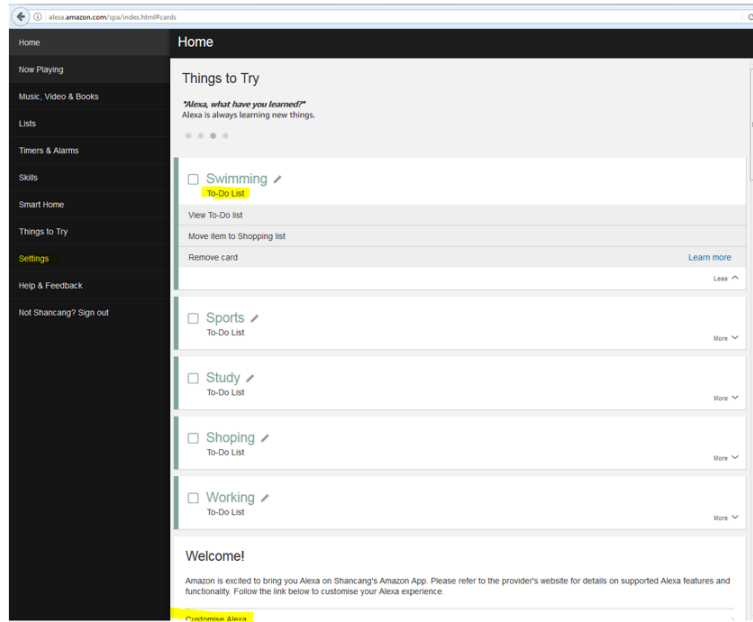 alexa.amazon.com/spa/index.html#cards
Home
Now Playing
Music, Video & Books
Lists
Timers & Alarms
Skills
Smart Home
Things to Try
Settings
Help & Feedback
Not Shancang? Sign out
Home
Things to Try
"Alexa, what have you learned?"
Alexa is always learning new things.
Swimming
To-Do List
View To-Do list
Move item to Shopping list
Remove card
Learn more
Less
Sports
To-Do List
More
Study
To-Do List
More
Shoping
To-Do List
More
Working
To-Do List
More
Welcome!
Amazon is excited to bring you Alexa on Shancang's Amazon App. Please refer to the provider's website for details on supported Alexa features and
functionality. Follow the link below to customise your Alexa experience.
Customise Alexa